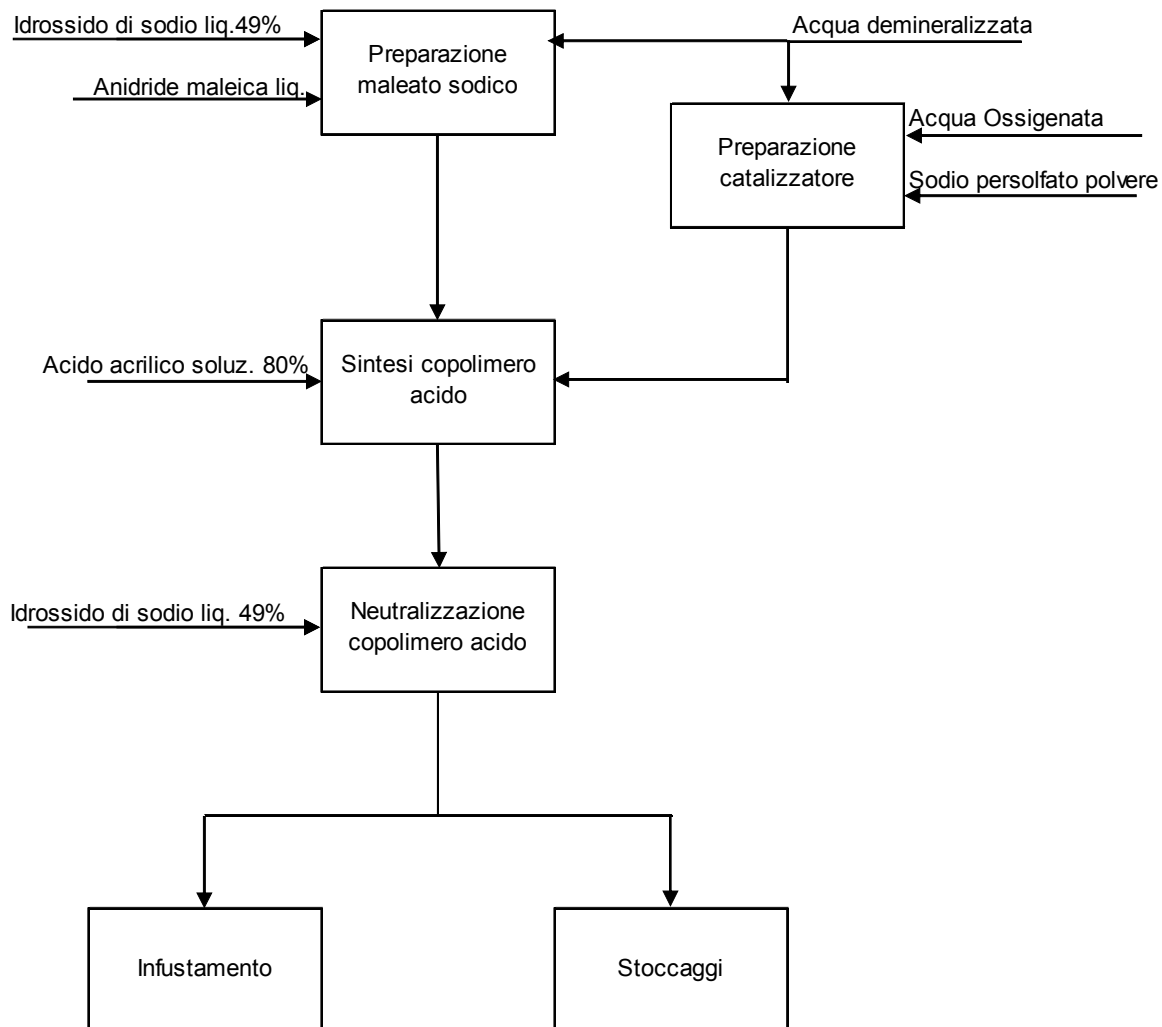 Idrossido di sodio liq.49%
Acqua demineralizzata
Preparazione
maleato sodico
Anidride maleica liq.
Acqua Ossigenata
Preparazione
catalizzatore
Sodio persolfato polvere
Acido acrilico soluz. 80%
Sintesi copolimero
acido
Idrossido di sodio liq. 49%
Neutralizzazione
copolimero acido
Infustamento
Stoccaggi